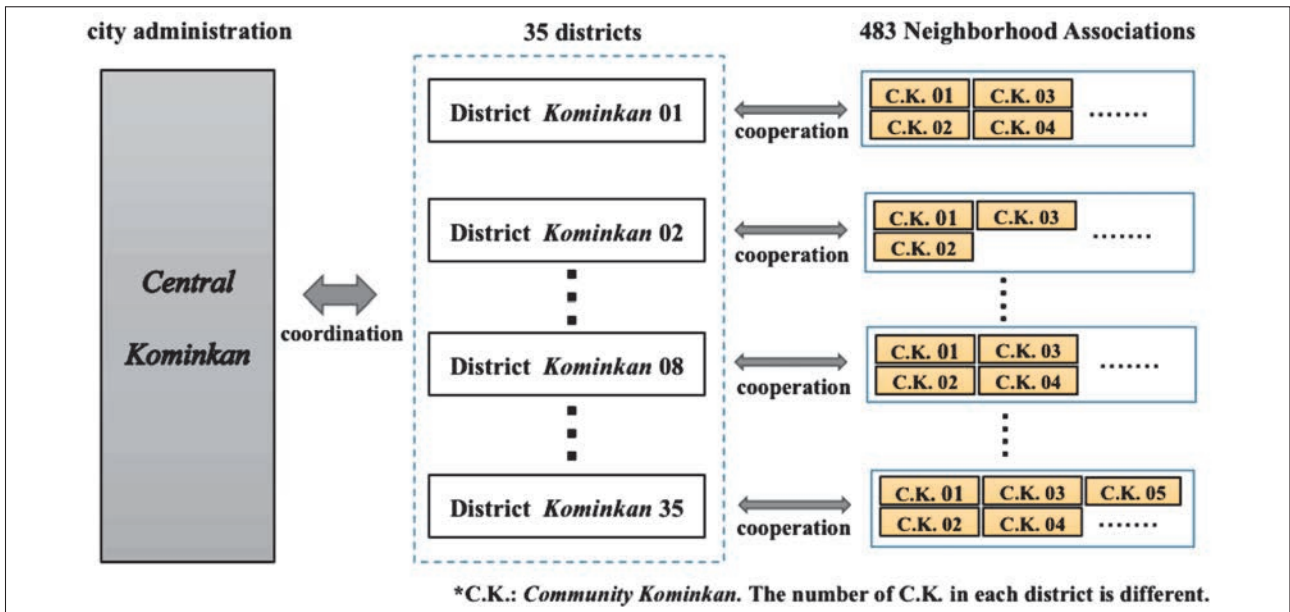 city administration
35 districts
483 Neighborhood Associations
Central
Kominkan
coordination
District Kominkan 01
cooperation
C.K. 01 C.K. 03
C.K. 02 C.K. 04 .......
District Kominkan 02
cooperation
C.K. 01 C.K. 03
C.K. 02 .......
District Kominkan 08
cooperation
C.K. 01 C.K. 03
C.K. 02 C.K. 04 .......
District Kominkan 35
cooperation
C.K. 01 C.K. 03 C.K. 05
C.K. 02 C.K. 04 .......
*C.K.: Community Kominkan. The number of C.K. in each district is different.